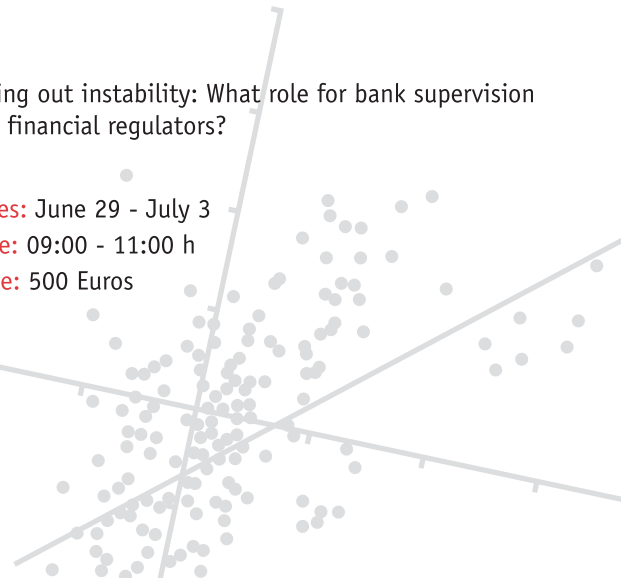 ing out instability: What role for bank supervision
financial regulators?
es: June 29 - July 3
e: 09:00 - 11:00 h
e: 500 Euros